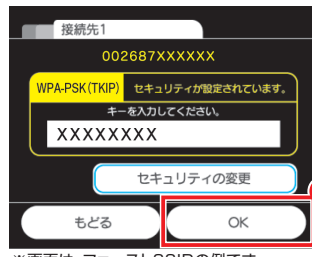 接続先1
002687XXXXXX
WPA-PSK(TKIP) セキュリティが設定されています。
キーを入力してください。
XXXXXXXX
セキュリティの変更
もどる OK